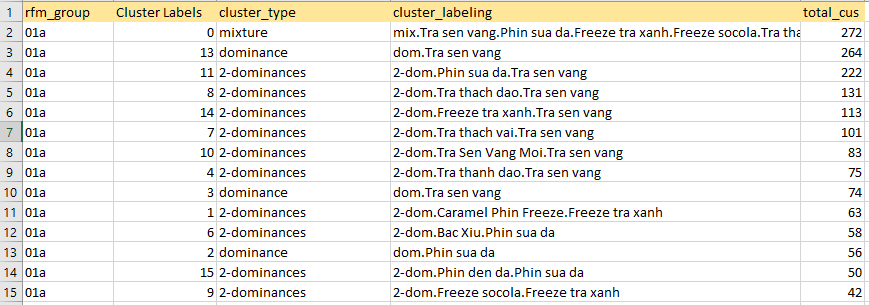 1 rfm_group Cluster Labels cluster_type cluster_labeling total_cus
2 01a 0 mixture mix.Tra sen vang.Phin sua da.Freeze tra xanh.Freeze socola.Tra tha 272
3 01a 13 dominance dom.Tra sen vang 264
4 01a 11 2-dominances 2-dom.Phin sua da.Tra sen vang 222
5 01a 8 2-dominances 2-dom.Tra thach dao.Tra sen vang 131
6 01a 14 2-dominances 2-dom.Freeze tra xanh.Tra sen vang 113
7 01a 7 2-dominances 2-dom.Tra thach vai.Tra sen vang 101
8 01a 10 2-dominances 2-dom.Tra Sen Vang Moi.Tra sen vang 83
9 01a 4 2-dominances 2-dom.Tra thanh dao.Tra sen vang 75
10 01a 3 dominance dom.Tra sen vang 74
11 01a 1 2-dominances 2-dom.Caramel Phin Freeze.Freeze tra xanh 63
12 01a 6 2-dominances 2-dom.Bac Xiu.Phin sua da 58
13 01a 2 dominance dom.Phin sua da 56
14 01a 15 2-dominances 2-dom.Phin den da.Phin sua da 50
15 01a 9 2-dominances 2-dom.Freeze socola.Freeze tra xanh 42